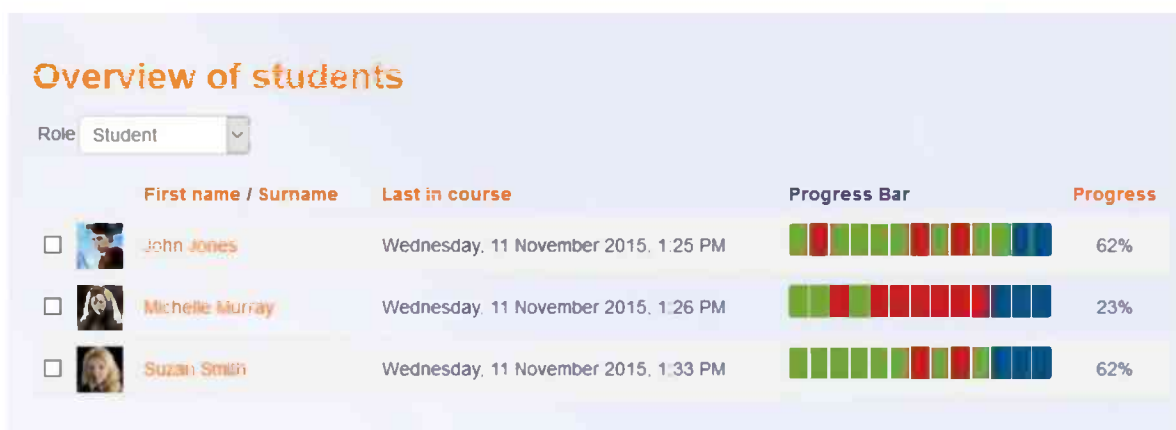 Overview of students
Role Student
First name / Surname Last in course Progress Bar Progress
John Jones Wednesday, 11 November 2015, 1:25 PM 62%
Michelle Murray Wednesday, 11 November 2015, 1:26 PM 23%
Suzan Smith Wednesday, 11 November 2015, 1:33 PM 62%